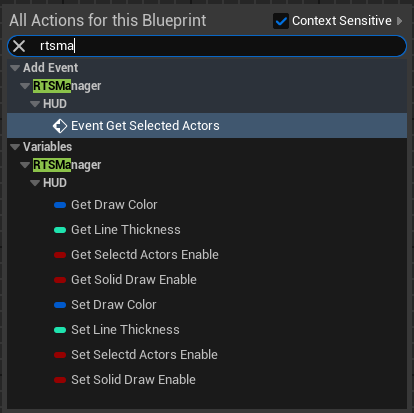 All Actions for this Blueprint Context Sensitive
rtsma
Add Event
RTSManager
HUD
Event Get Selected Actors
Variables
RTSManager
HUD
Get Draw Color
Get Line Thickness
Get Selectd Actors Enable
Get Solid Draw Enable
Set Draw Color
Set Line Thickness
Set Selectd Actors Enable
Set Solid Draw Enable